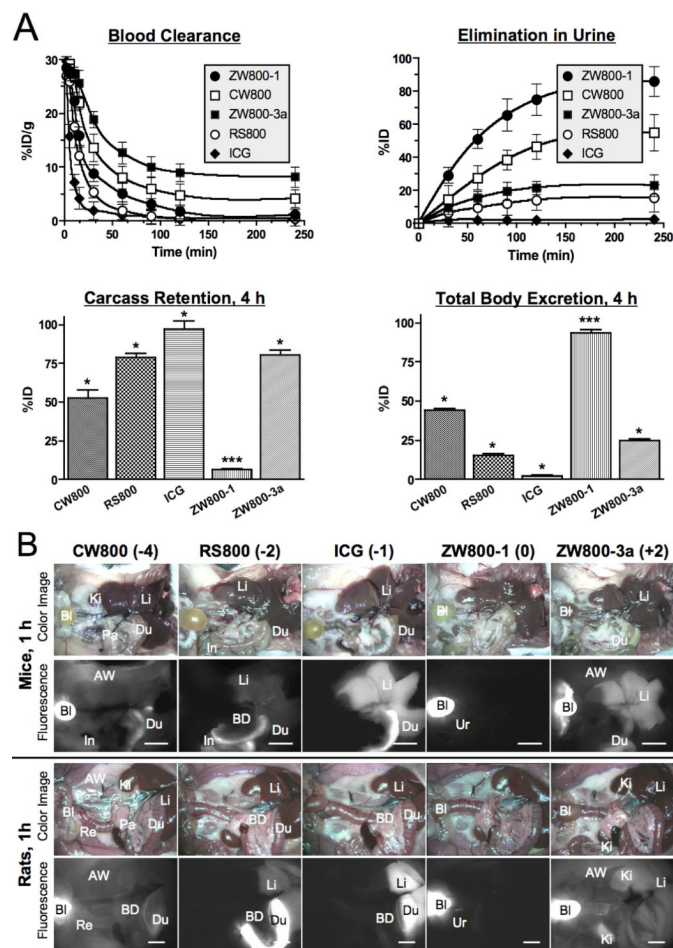 A
Blood Clearance
Elimination in Urine
30
20
10
0
%ID/g
ZW800-1
CW800
ZW800-3a
RS800
ICG
0 50 100 150 200 250
Time (min)
100
80
60
40
20
0
%ID
ZW800-1
CW800
ZW800-3a
RS800
ICG
0 50 100 150 200 250
Time (min)
Carcass Retention, 4 h
Total Body Excretion, 4 h
100
75
50
25
0
%ID
* * * *** *
CW800 RS800 ICG ZW800-1 ZW800-3a
100
75
50
25
0
%ID
* * * *** *
CW800 RS800 ICG ZW800-1 ZW800-3a
B
CW800 (-4) RS800 (-2) ICG (-1) ZW800-1 (0) ZW800-3a (+2)
Mice, 1 h
Color Image
Ki Li Bl Pa Du
Li In Du
Li Du
Bl Li Du
Fluorescence
AW Bl In Du
Li BD In Du
Li Du
Bl Ur
AW Bl Li Du
Rats, 1h
Color Image
AW Ki Li Bl Re Pa Du
Li BD Du
Li BD Du
Bl
Ki Li Bl Ki
Fluorescence
AW Bl Re BD Du
Li BD Du
Li BD Du
Bl Ur
AW Ki Li Bl BD Ki Du